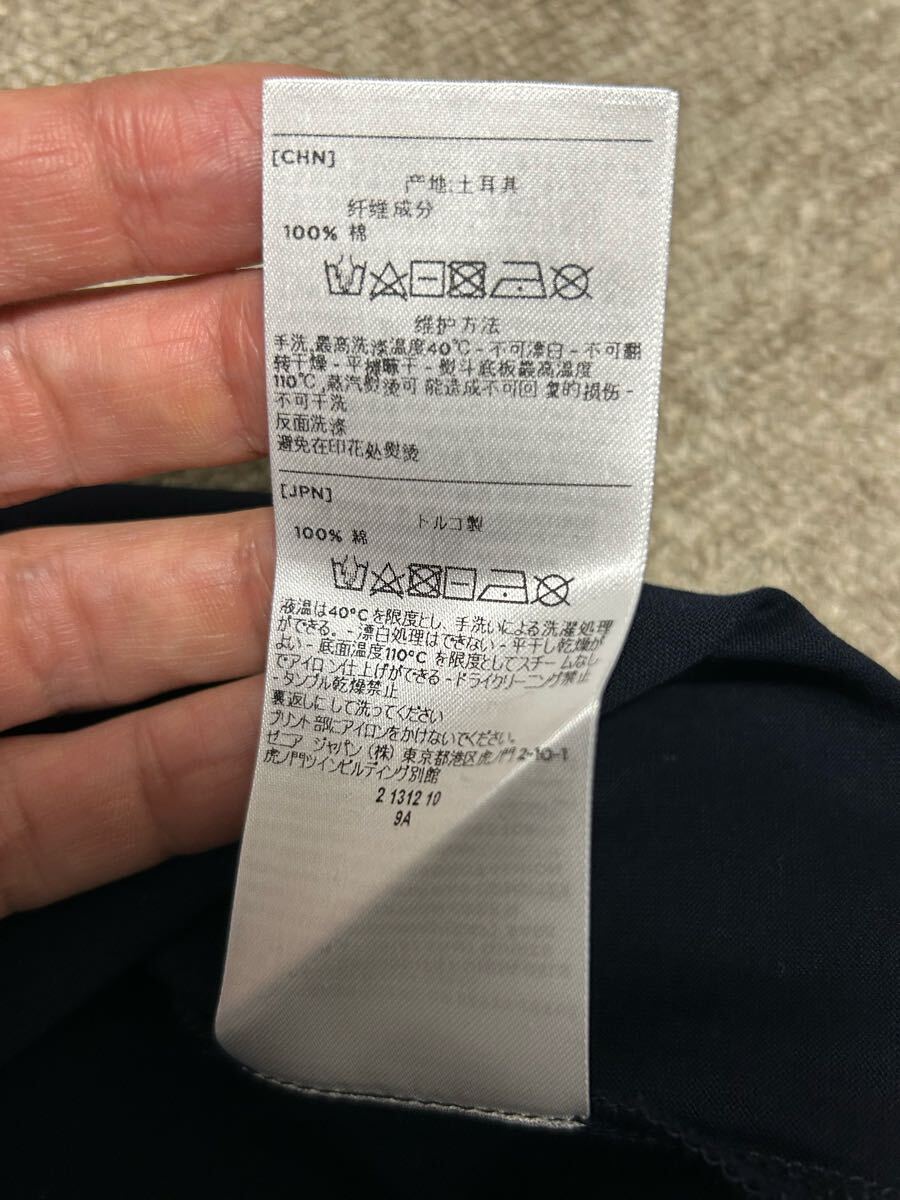 [CHN]
产地:土耳其
纤维成分
100% 棉
维护方法
手洗,最高洗涤温度40℃ - 不可漂白 - 不可翻
转干燥 - 平摊晾干 - 熨斗底板最高温度
110℃,蒸汽熨烫可 能造成不可回 复的损伤 -
不可干洗
反面洗涤
避免在印花处熨烫
[JPN]
トルコ製
100% 綿
液温は40℃を限度とし、手洗いによる洗濯処理
ができる。 - 漂白処理はできない - 平干し乾燥が
よい - 底面温度110℃を限度としてスチームなし
でアイロン仕上げができる - ドライクリーニング禁止
- タンブル乾燥禁止
裏返しにして洗ってください
プリント部にアイロンをかけないでください。
ゼニア ジャパン (株) 東京都港区虎ノ門 2-10-1
虎ノ門ツインビルディング別館
2 1312 10
9A